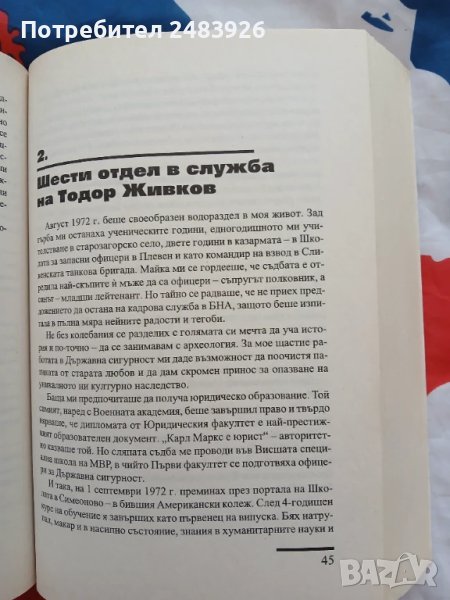 Потребител 2483926
2.
Шести отдел в служба
на Тодор Живков
Август 1972 г. беше своеобразен водораздел в моя живот. Зад
гърба ми останаха ученическите години, едногодишното ми учи-
телстване в старозагорско село, двете години в казармата – в Шко-
лата за запасни офицери в Плевен и като командир на взвод в Сли-
венската танкова бригада. Майка ми се гордееше, че съдбата е от-
редила най-скъпите ѝ мъже да са офицери – съпругът полковник, а
синът – младши лейтенант. Но тайно се радваше, че не приех пред-
ложението да остана на кадрова служба в БНА, защото беше изпи-
тала в пълна мяра нейните радости и тегоби.
Не без колебания се разделих с голямата си мечта да уча исто-
рия и по-точно – да се занимавам с археология. За мое щастие ра-
ботата в Държавна сигурност ми даде възможност да поочистя па-
тината от старата любов и да дам скромен принос за опазване на
уникалното ни културно наследство.
Баща ми предпочиташе да получа юридическо образование. Той
самият, наред с Военната академия, беше завършил право и твърдо
вярваше, че дипломата от Юридическия факултет е най-престиж-
ният образователен документ. „Карл Маркс е юрист“ – авторитет-
но казваше той. Но сляпата съдба ме проводи във Висшата специ-
ална школа на МВР, в чийто Първи факултет се подготвяха офице-
ри за Държавна сигурност.
И така, на 1 септември 1972 г. преминах през портала на Шко-
лата в Симеоново – в бившия Американски колеж. След 4-годишен
курс на обучение я завърших като първенец на випуска. Бях натру-
пал, макар и в насипно състояние, знания в хуманитарните науки и
45
BAZAR